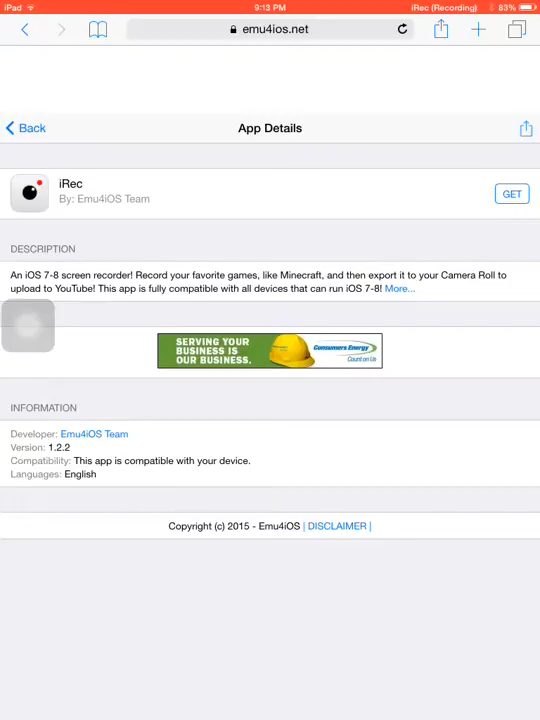 iPad 9:13 PM iRec (Recording) 83%
emu4ios.net
Back App Details
iRec
By: Emu4iOS Team
GET
DESCRIPTION
An iOS 7-8 screen recorder! Record your favorite games, like Minecraft, and then export it to your Camera Roll to
upload to YouTube! This app is fully compatible with all devices that can run iOS 7-8! More...
SERVING YOUR
BUSINESS IS
OUR BUSINESS.
Consumers Energy
Count on Us
INFORMATION
Developer: Emu4iOS Team
Version: 1.2.2
Compatibility: This app is compatible with your device.
Languages: English
Copyright (c) 2015 - Emu4iOS | DISCLAIMER |